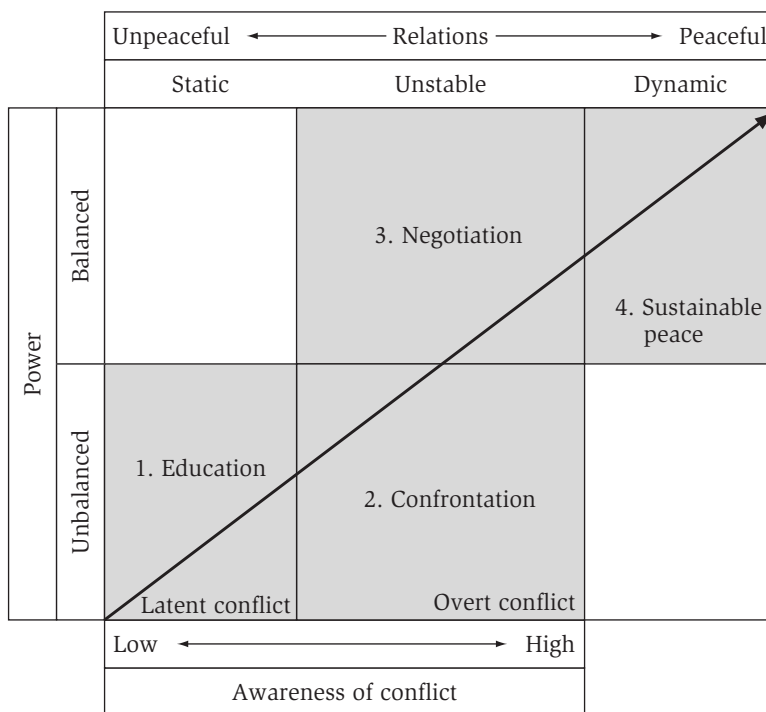 Unpeaceful Relations Peaceful
Static Unstable Dynamic
Power
Balanced
3. Negotiation
4. Sustainable
peace
Unbalanced
1. Education
2. Confrontation
Latent conflict
Overt conflict
Low High
Awareness of conflict